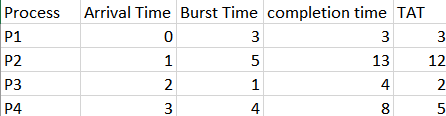 Process Arrival Time Burst Time completion time TAT
P1 0 3 3 3
P2 1 5 13 12
P3 2 1 4 2
P4 3 4 8 5